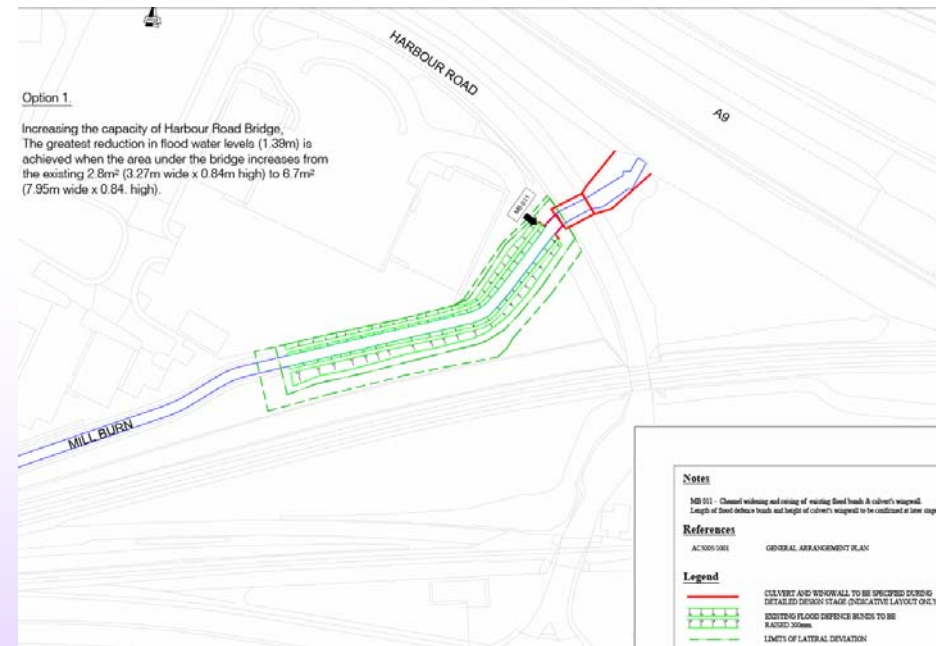 HARBOUR ROAD
A9
Option 1.
Increasing the capacity of Harbour Road Bridge,
The greatest reduction in flood water levels (1.39m) is
achieved when the area under the bridge increases from
the existing 2.8m² (3.27m wide x 0.84m high) to 6.7m²
(7.95m wide x 0.84. high).
MB 011
MILL BURN
Notes
MB 011 - Channel widening and raising of existing flood bunds & culvert's wingwall.
Length of flood defence bunds and height of culvert's wingwall to be confirmed at later stage
References
GENERAL ARRANGEMENT PLAN
Legend
CULVERT AND WINGWALL TO BE SPECIFIED DURING
DETAILED DESIGN STAGE (INDICATIVE LAYOUT ONLY)
EXISTING FLOOD DEFENCE BUNDS TO BE
RAISED 300mm
LIMITS OF LATERAL DEVIATION